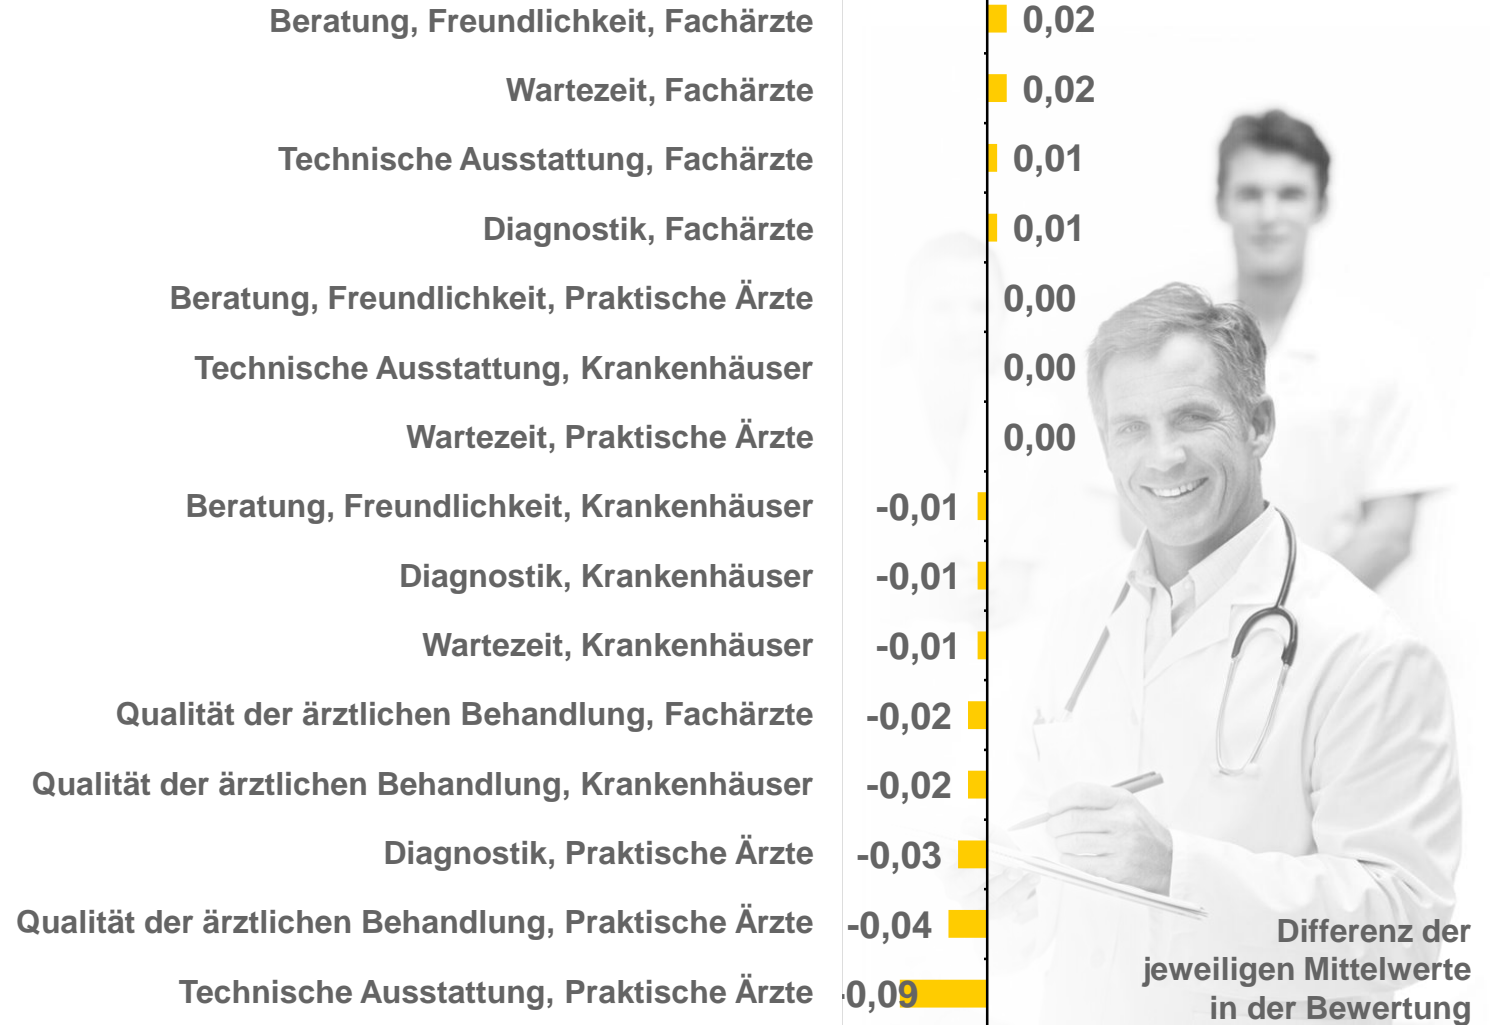 Beratung, Freundlichkeit, Fachärzte 0,02
Wartezeit, Fachärzte 0,02
Technische Ausstattung, Fachärzte 0,01
Diagnostik, Fachärzte 0,01
Beratung, Freundlichkeit, Praktische Ärzte 0,00
Technische Ausstattung, Krankenhäuser 0,00
Wartezeit, Praktische Ärzte 0,00
Beratung, Freundlichkeit, Krankenhäuser -0,01
Diagnostik, Krankenhäuser -0,01
Wartezeit, Krankenhäuser -0,01
Qualität der ärztlichen Behandlung, Fachärzte -0,02
Qualität der ärztlichen Behandlung, Krankenhäuser -0,02
Diagnostik, Praktische Ärzte -0,03
Qualität der ärztlichen Behandlung, Praktische Ärzte -0,04
Technische Ausstattung, Praktische Ärzte -0,09
Differenz der
jeweiligen Mittelwerte
in der Bewertung